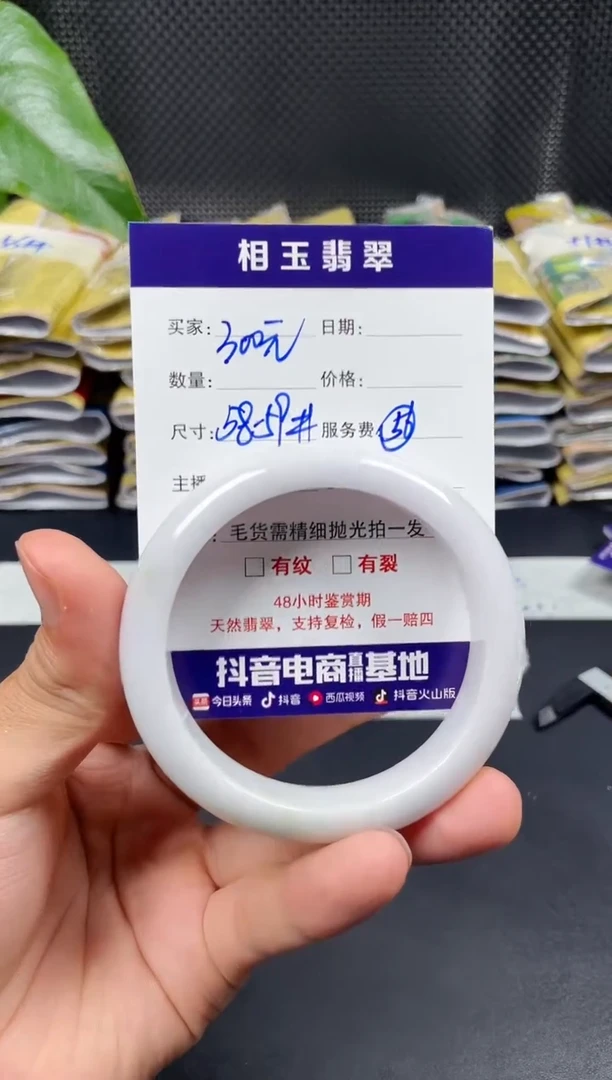 相玉翡翠
买家: 300元 日期:
数量: 价格:
尺寸: 58-59# 服务费
主播
: 毛货需精细抛光拍一发
有纹 有裂
48小时鉴赏期
天然翡翠，支持复检，假一赔四
抖音电商直播基地
头条 今日头条 抖音 西瓜视频 抖音火山版